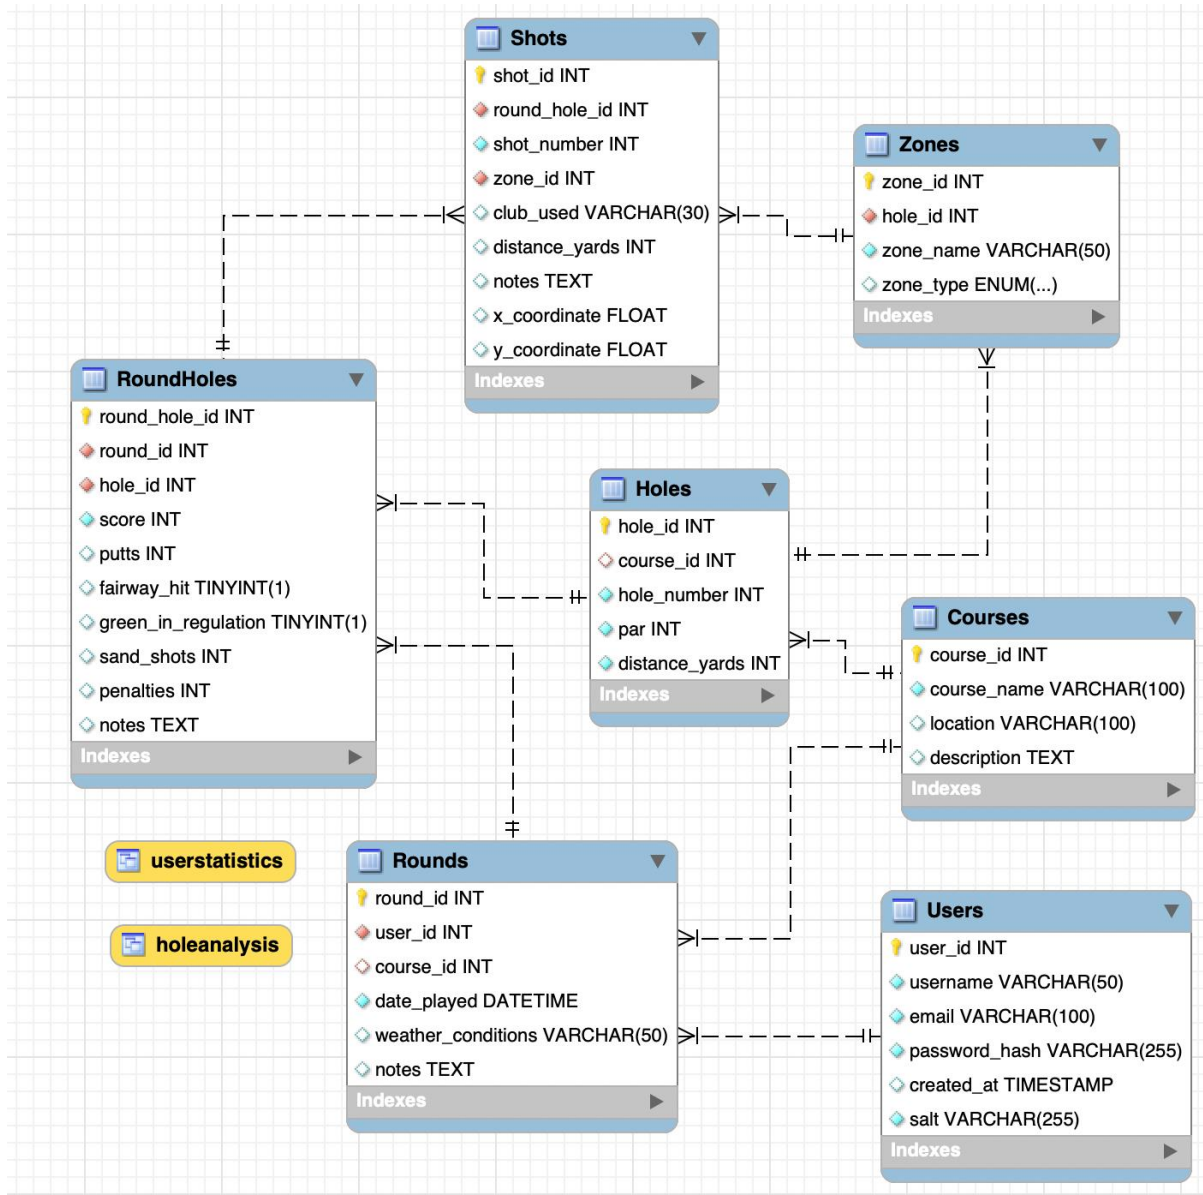 Shots
shot_id INT
round_hole_id INT
shot_number INT
zone_id INT
club_used VARCHAR(30)
distance_yards INT
notes TEXT
x_coordinate FLOAT
y_coordinate FLOAT
Indexes
Zones
zone_id INT
hole_id INT
zone_name VARCHAR(50)
zone_type ENUM(...)
Indexes
RoundHoles
round_hole_id INT
round_id INT
hole_id INT
score INT
putts INT
fairway_hit TINYINT(1)
green_in_regulation TINYINT(1)
sand_shots INT
penalties INT
notes TEXT
Indexes
Holes
hole_id INT
course_id INT
hole_number INT
par INT
distance_yards INT
Indexes
Courses
course_id INT
course_name VARCHAR(100)
location VARCHAR(100)
description TEXT
Indexes
userstatistics
holeanalysis
Rounds
round_id INT
user_id INT
course_id INT
date_played DATETIME
weather_conditions VARCHAR(50)
notes TEXT
Indexes
Users
user_id INT
username VARCHAR(50)
email VARCHAR(100)
password_hash VARCHAR(255)
created_at TIMESTAMP
salt VARCHAR(255)
Indexes